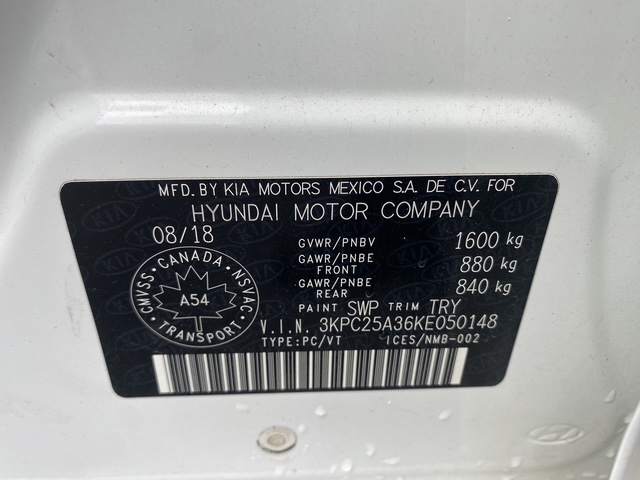 MFD. BY KIA MOTORS MEXICO S.A. DE C.V. FOR
HYUNDAI MOTOR COMPANY
08/18
GVWR/PNBV 1600 kg
GAWR/PNBE FRONT 880 kg
GAWR/PNBE REAR 840 kg
PAINT SWP TRIM TRY
CMVSS · CANADA · NSVAC
A54
TRANSPORT
V.I.N. 3KPC25A36KE050148
TYPE:PC/VT ICES/NMB-002